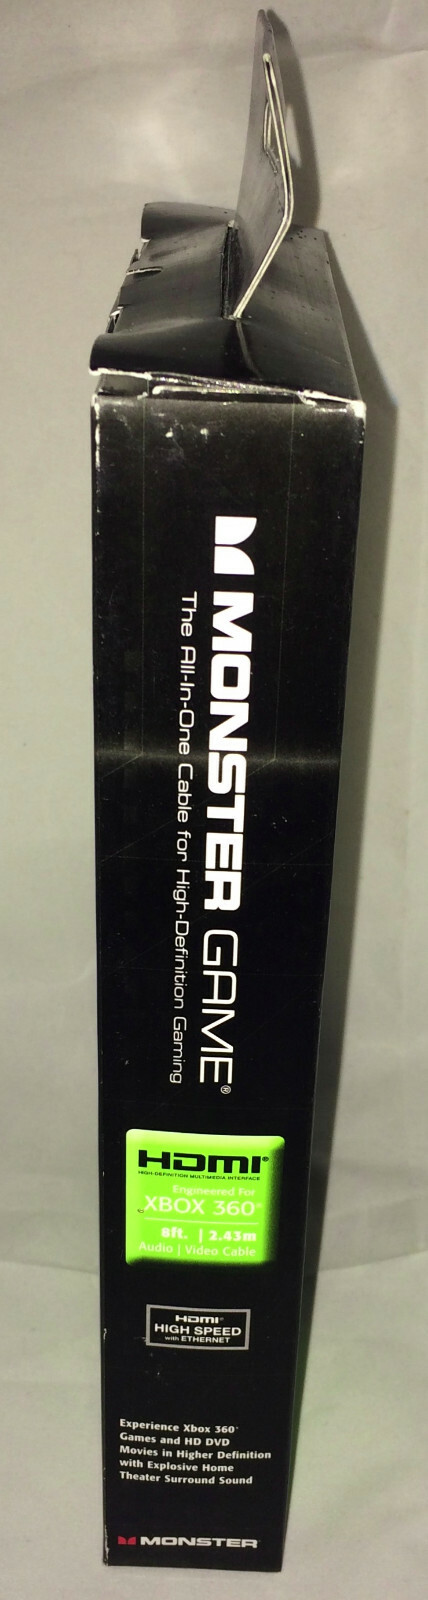 MONSTER GAME®
The All-In-One Cable for High-Definition Gaming
HDMI®
HIGH-DEFINITION MULTIMEDIA INTERFACE
Engineered For
XBOX 360®
8ft. | 2.43m
Audio | Video Cable
HDMI®
HIGH SPEED
with ETHERNET
Experience Xbox 360®
Games and HD DVD
Movies in Higher Definition
with Explosive Home
Theater Surround Sound
MONSTER®